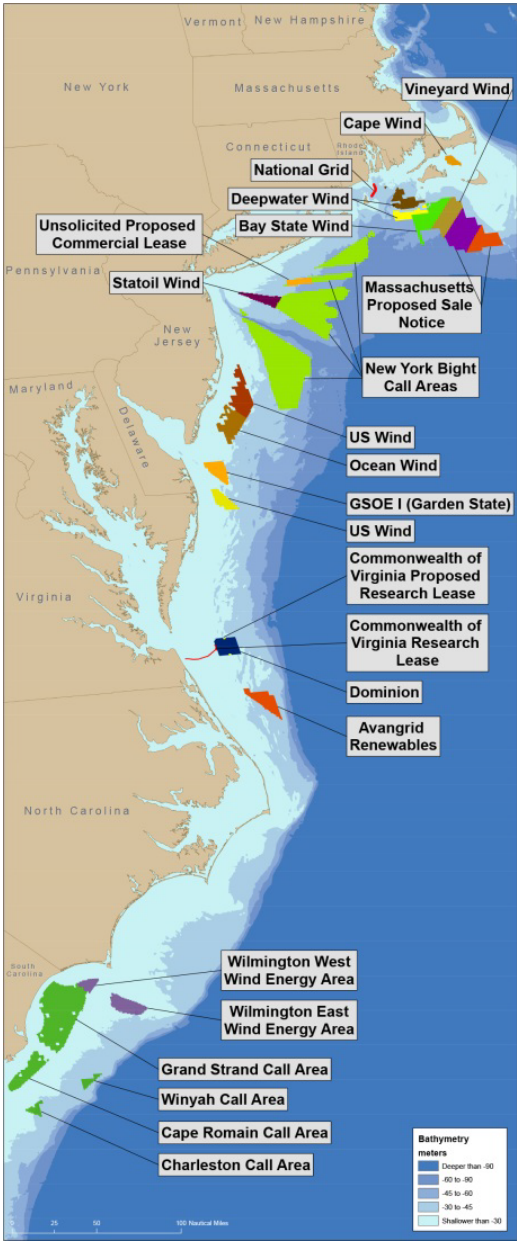 Vermont
New Hampshire
New York
Massachusetts
Vineyard Wind
Cape Wind
Connecticut
Rhode
Island
National Grid
Deepwater Wind
Bay State Wind
Unsolicited Proposed
Commercial Lease
Pennsylvania
Statoil Wind
Massachusetts
Proposed Sale
Notice
New
Jersey
New York Bight
Call Areas
Maryland
Delaware
US Wind
Ocean Wind
GSOE I (Garden State)
US Wind
Commonwealth of
Virginia Proposed
Research Lease
Virginia
Commonwealth of
Virginia Research
Lease
Dominion
Avangrid
Renewables
North Carolina
South
Carolina
Wilmington West
Wind Energy Area
Wilmington East
Wind Energy Area
Grand Strand Call Area
Winyah Call Area
Cape Romain Call Area
Charleston Call Area
Bathymetry
meters
Deeper than -90
-60 to -90
-45 to -60
-30 to -45
Shallower than -30
0 25 50 100 Nautical Miles